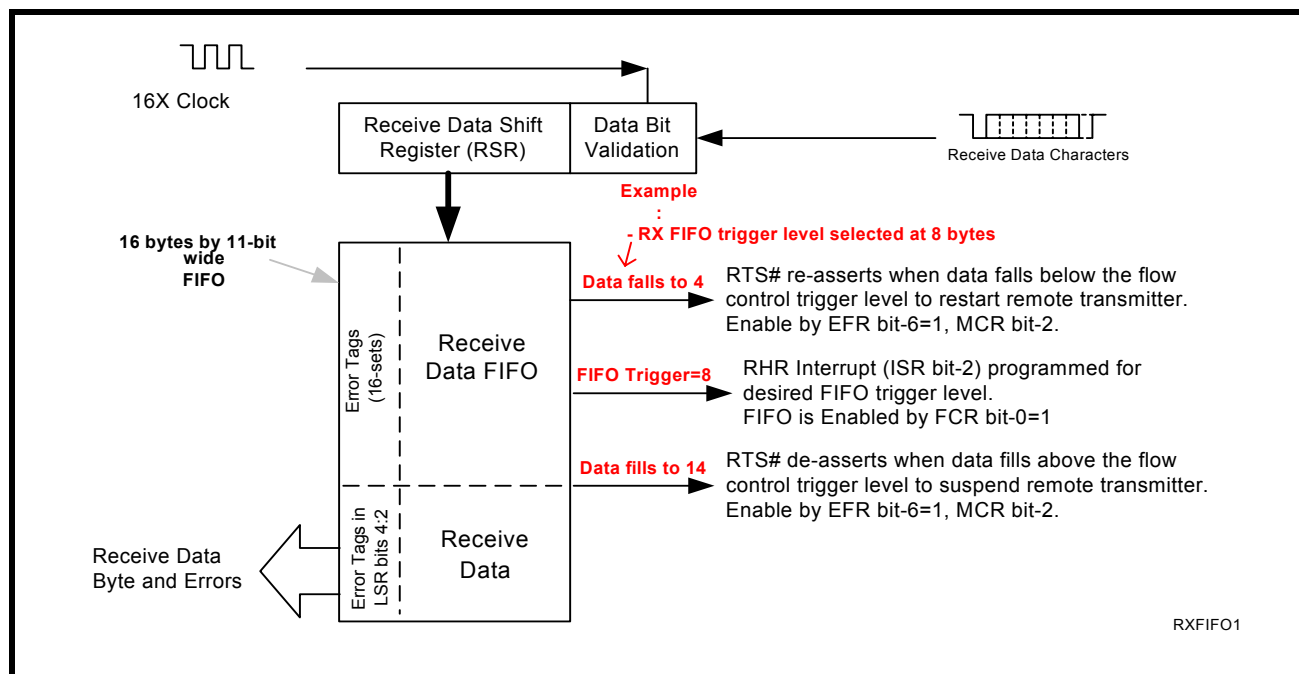 16X Clock
Receive Data Shift
Register (RSR)
Data Bit
Validation
Receive Data Characters
Example
:
- RX FIFO trigger level selected at 8 bytes
16 bytes by 11-bit
wide
FIFO
Data falls to 4
RTS# re-asserts when data falls below the flow
control trigger level to restart remote transmitter.
Enable by EFR bit-6=1, MCR bit-2.
Error Tags
(16-sets)
Receive
Data FIFO
FIFO Trigger=8
RHR Interrupt (ISR bit-2) programmed for
desired FIFO trigger level.
FIFO is Enabled by FCR bit-0=1
Data fills to 14
RTS# de-asserts when data fills above the flow
control trigger level to suspend remote transmitter.
Enable by EFR bit-6=1, MCR bit-2.
Receive Data
Byte and Errors
Error Tags in
LSR bits 4:2
Receive
Data
RXFIFO1